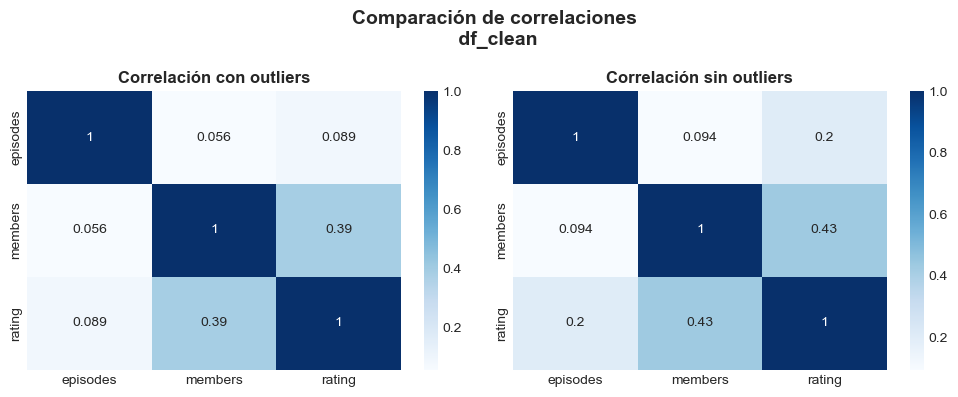 Comparación de correlaciones
df_clean
Correlación con outliers
episodes
members
rating
1
0.056
0.089
0.056
1
0.39
0.089
0.39
1
episodes
members
rating
1.0
0.8
0.6
0.4
0.2
Correlación sin outliers
episodes
members
rating
1
0.094
0.2
0.094
1
0.43
0.2
0.43
1
episodes
members
rating
1.0
0.8
0.6
0.4
0.2